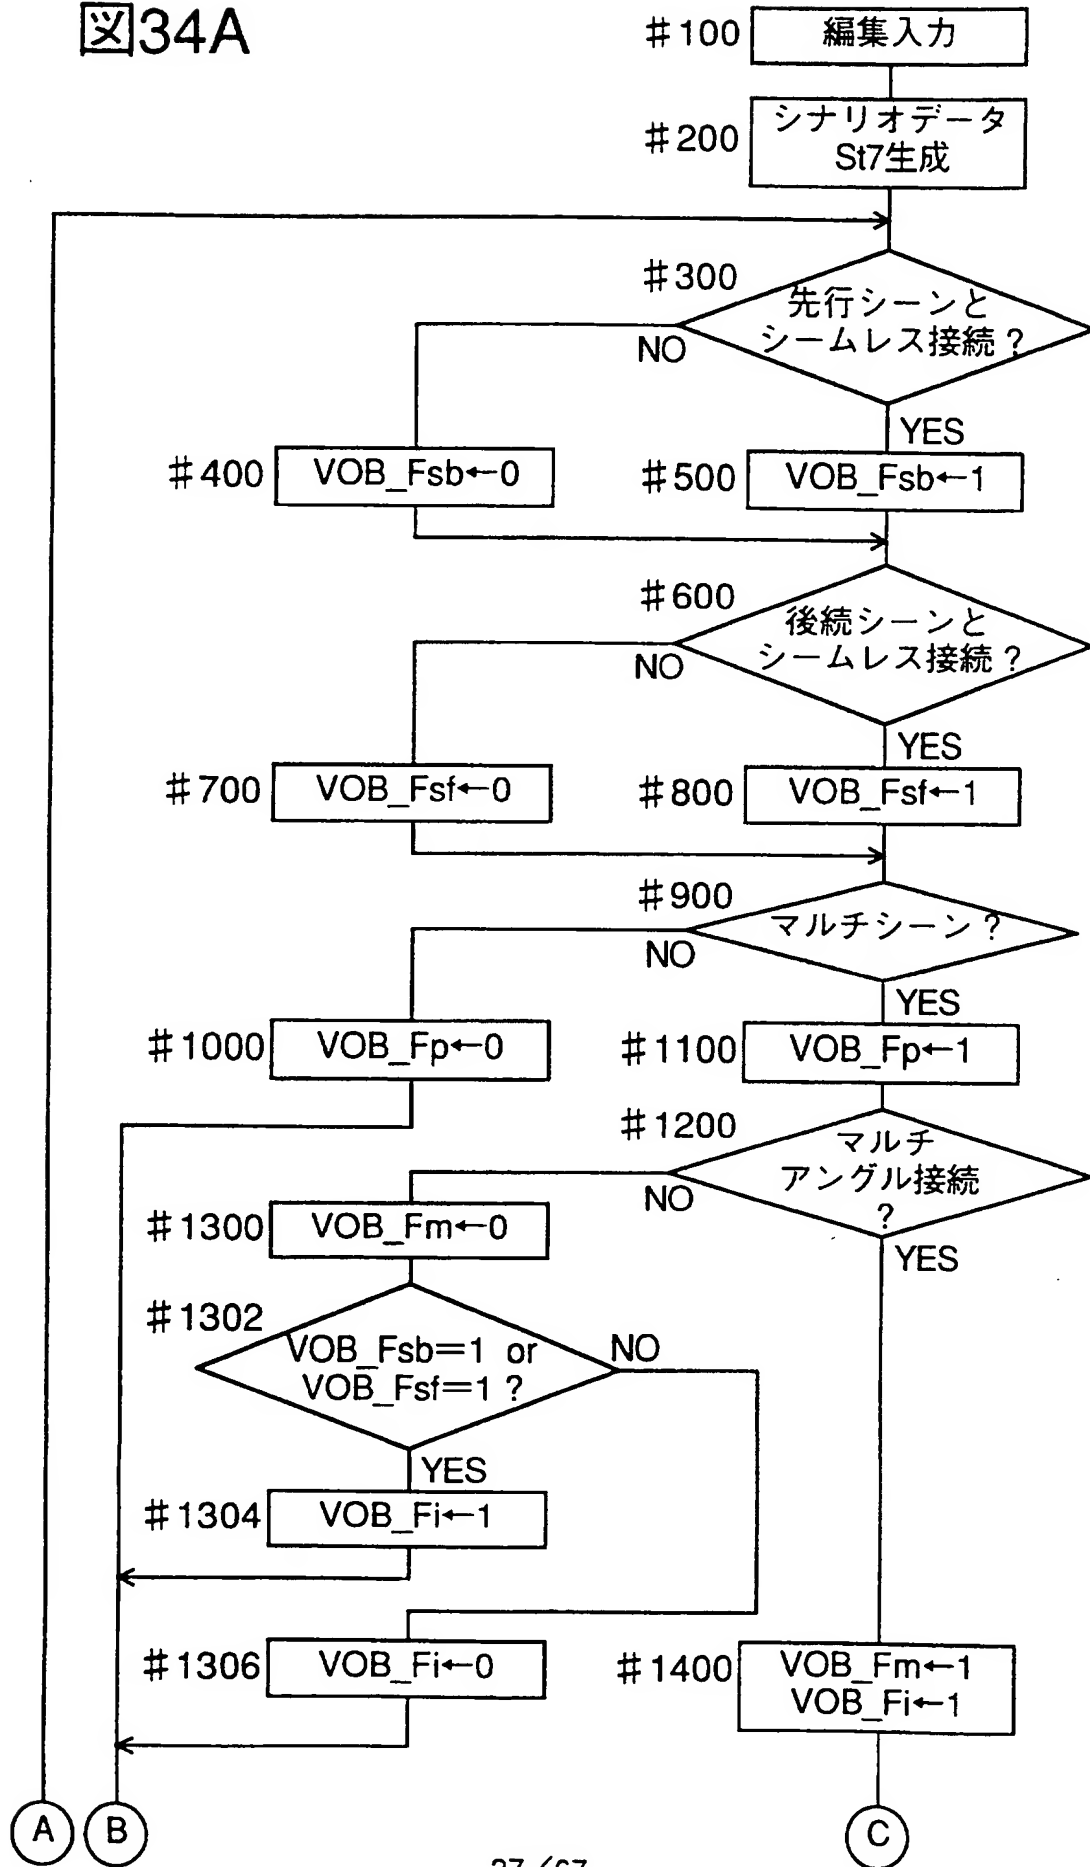 図34A
#100 編集入力
#200 シナリオデータ
St7生成
#300 先行シーンと
シームレス接続?
NO
YES
#400 VOB_Fsb←0
#500 VOB_Fsb←1
#600 後続シーンと
シームレス接続?
NO
YES
#700 VOB_Fsf←0
#800 VOB_Fsf←1
#900 マルチシーン?
NO
YES
#1000 VOB_Fp←0
#1100 VOB_Fp←1
#1200 マルチ
アングル接続
?
NO
YES
#1300 VOB_Fm←0
#1302 VOB_Fsb=1 or
VOB_Fsf=1 ?
NO
YES
#1304 VOB_Fi←1
#1306 VOB_Fi←0
#1400 VOB_Fm←1
VOB_Fi←1
A B C